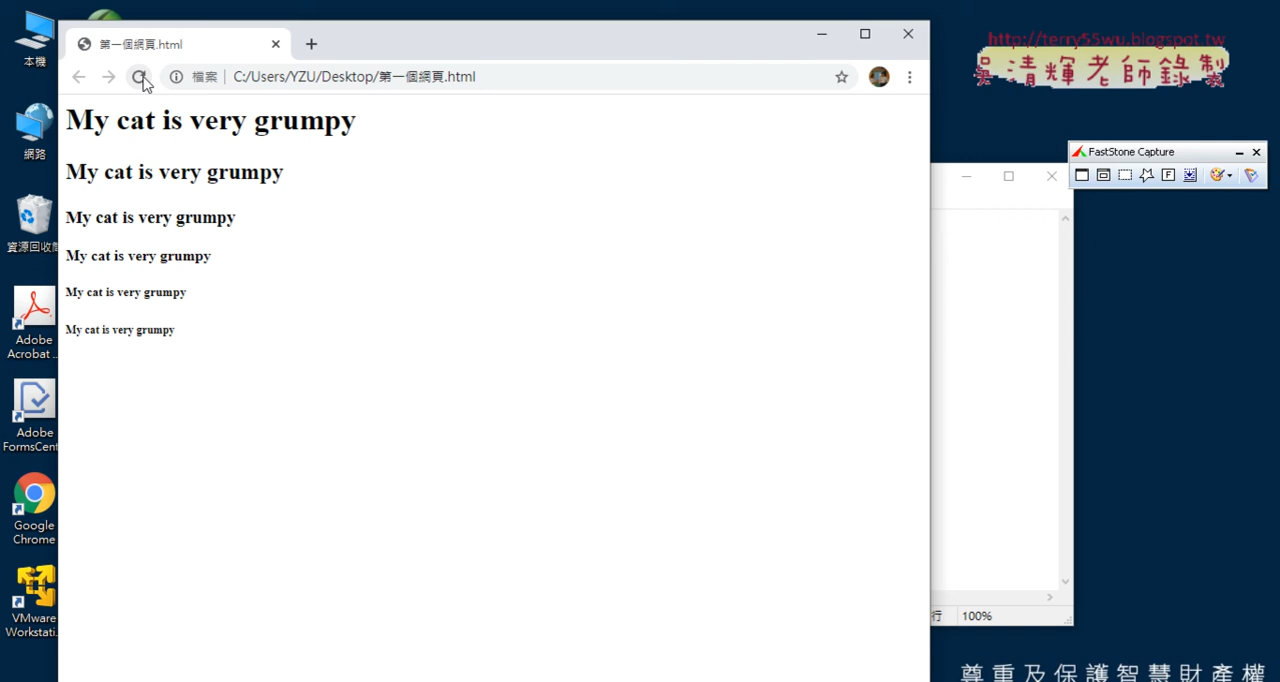 本機
網路
資源回收
Adobe
Acrobat ...
Adobe
FormsCent
Google
Chrome
VMware
Workstati...
第一個網頁.html
檔案
C:/Users/YZU/Desktop/第一個網頁.html
My cat is very grumpy
My cat is very grumpy
My cat is very grumpy
My cat is very grumpy
My cat is very grumpy
My cat is very grumpy
http://terry55wu.blogspot.tw
吳清輝老師錄製
FastStone Capture
F
行
100%
尊重及保護智慧財產權